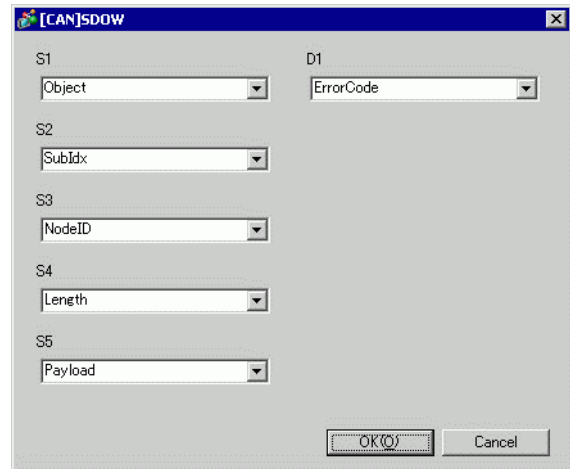 [CAN]SDOW
S1
Object
S2
SubIdx
S3
NodeID
S4
Length
S5
Payload
D1
ErrorCode
OK(O)
Cancel